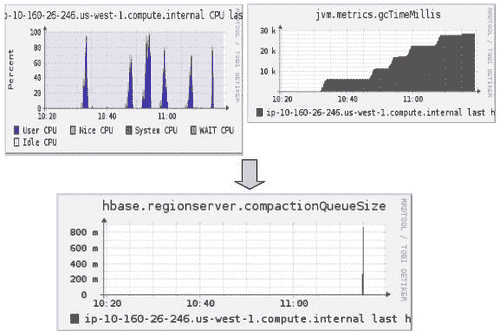 ip-10-160-26-246.us-west-1.compute.internal CPU las
100
80
60
40
20
0
Percent
10:20 10:40 11:00
User CPU Nice CPU System CPU WAIT CPU
Idle CPU
RRDTOOL / TOBI OETIKER
jvm.metrics.gcTimeMillis
30 k
20 k
10 k
0
10:20 10:40 11:00
ip-10-160-26-246.us-west-1.compute.internal last h
RRDTOOL / TOBI OETIKER
hbase.regionserver.compactionQueueSize
800 m
600 m
400 m
200 m
0
10:20 10:40 11:00
ip-10-160-26-246.us-west-1.compute.internal last h
RRDTOOL / TOBI OETIKER